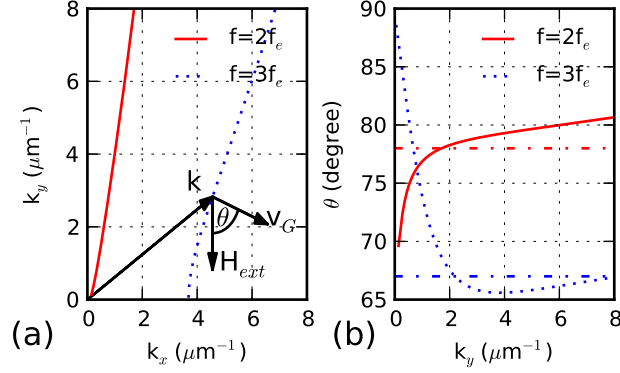 8
6
4
2
0
k_y (μm⁻¹)
f=2f_e
f=3f_e
k
θ
v_G
H_ext
0 2 4 6 8
k_x (μm⁻¹)
(a)
90
85
80
75
70
65
θ (degree)
f=2f_e
f=3f_e
0 2 4 6 8
k_y (μm⁻¹)
(b)